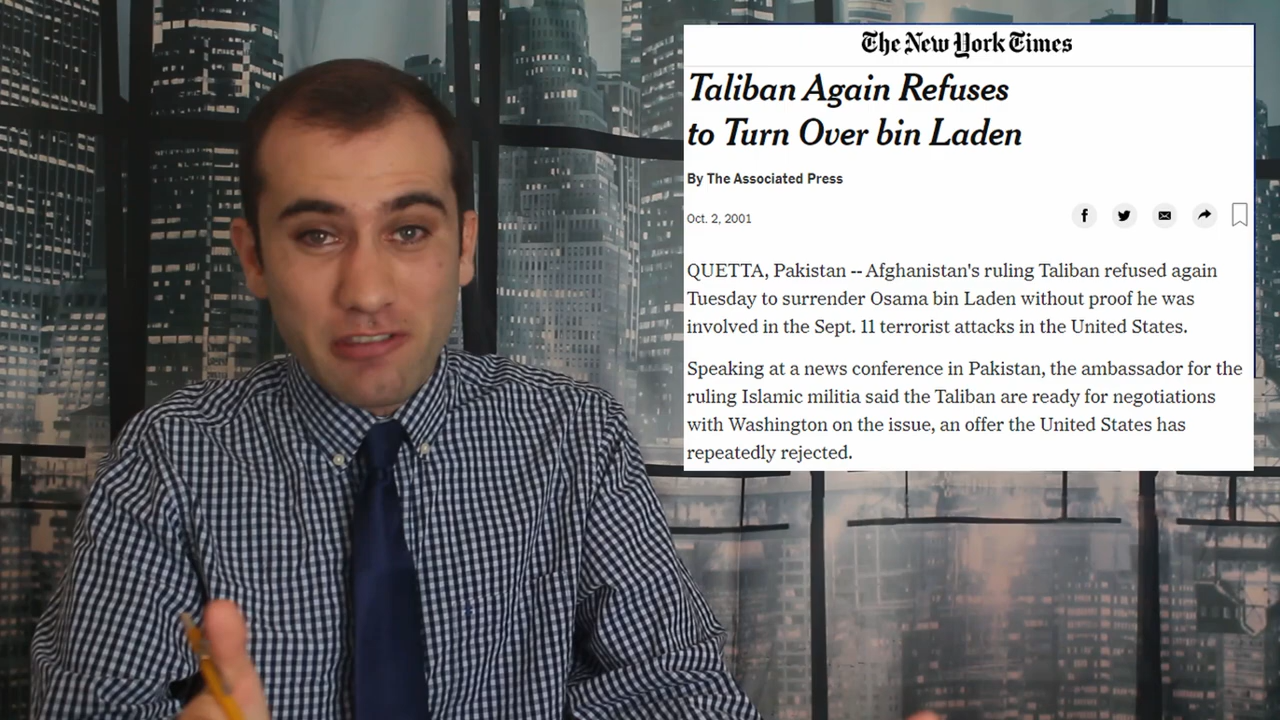 The New York Times
Taliban Again Refuses
to Turn Over bin Laden
By The Associated Press
Oct. 2, 2001
QUETTA, Pakistan -- Afghanistan's ruling Taliban refused again
Tuesday to surrender Osama bin Laden without proof he was
involved in the Sept. 11 terrorist attacks in the United States.
Speaking at a news conference in Pakistan, the ambassador for the
ruling Islamic militia said the Taliban are ready for negotiations
with Washington on the issue, an offer the United States has
repeatedly rejected.